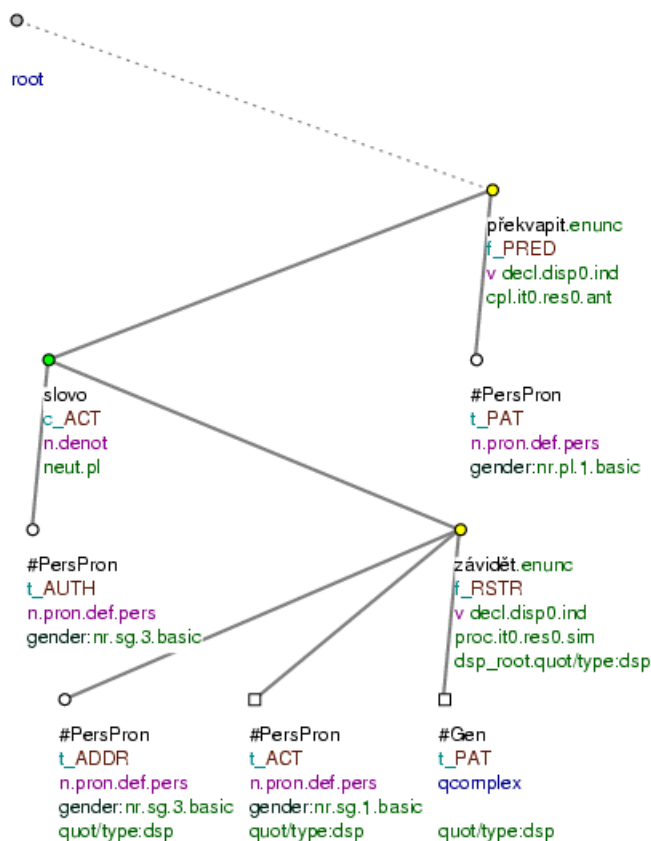 root
překvapit.enunc
f_PRED
v decl.disp0.ind
cpl.it0.res0.ant
slovo
c_ACT
n.denot
neut.pl
#PersPron
t_PAT
n.pron.def.pers
gender:nr.pl.1.basic
#PersPron
t_AUTH
n.pron.def.pers
gender:nr.sg.3.basic
závidět.enunc
f_RSTR
v decl.disp0.ind
proc.it0.res0.sim
dsp_root.quot/type:dsp
#PersPron
t_ADDR
n.pron.def.pers
gender:nr.sg.3.basic
quot/type:dsp
#PersPron
t_ACT
n.pron.def.pers
gender:nr.sg.1.basic
quot/type:dsp
#Gen
t_PAT
qcomplex
quot/type:dsp